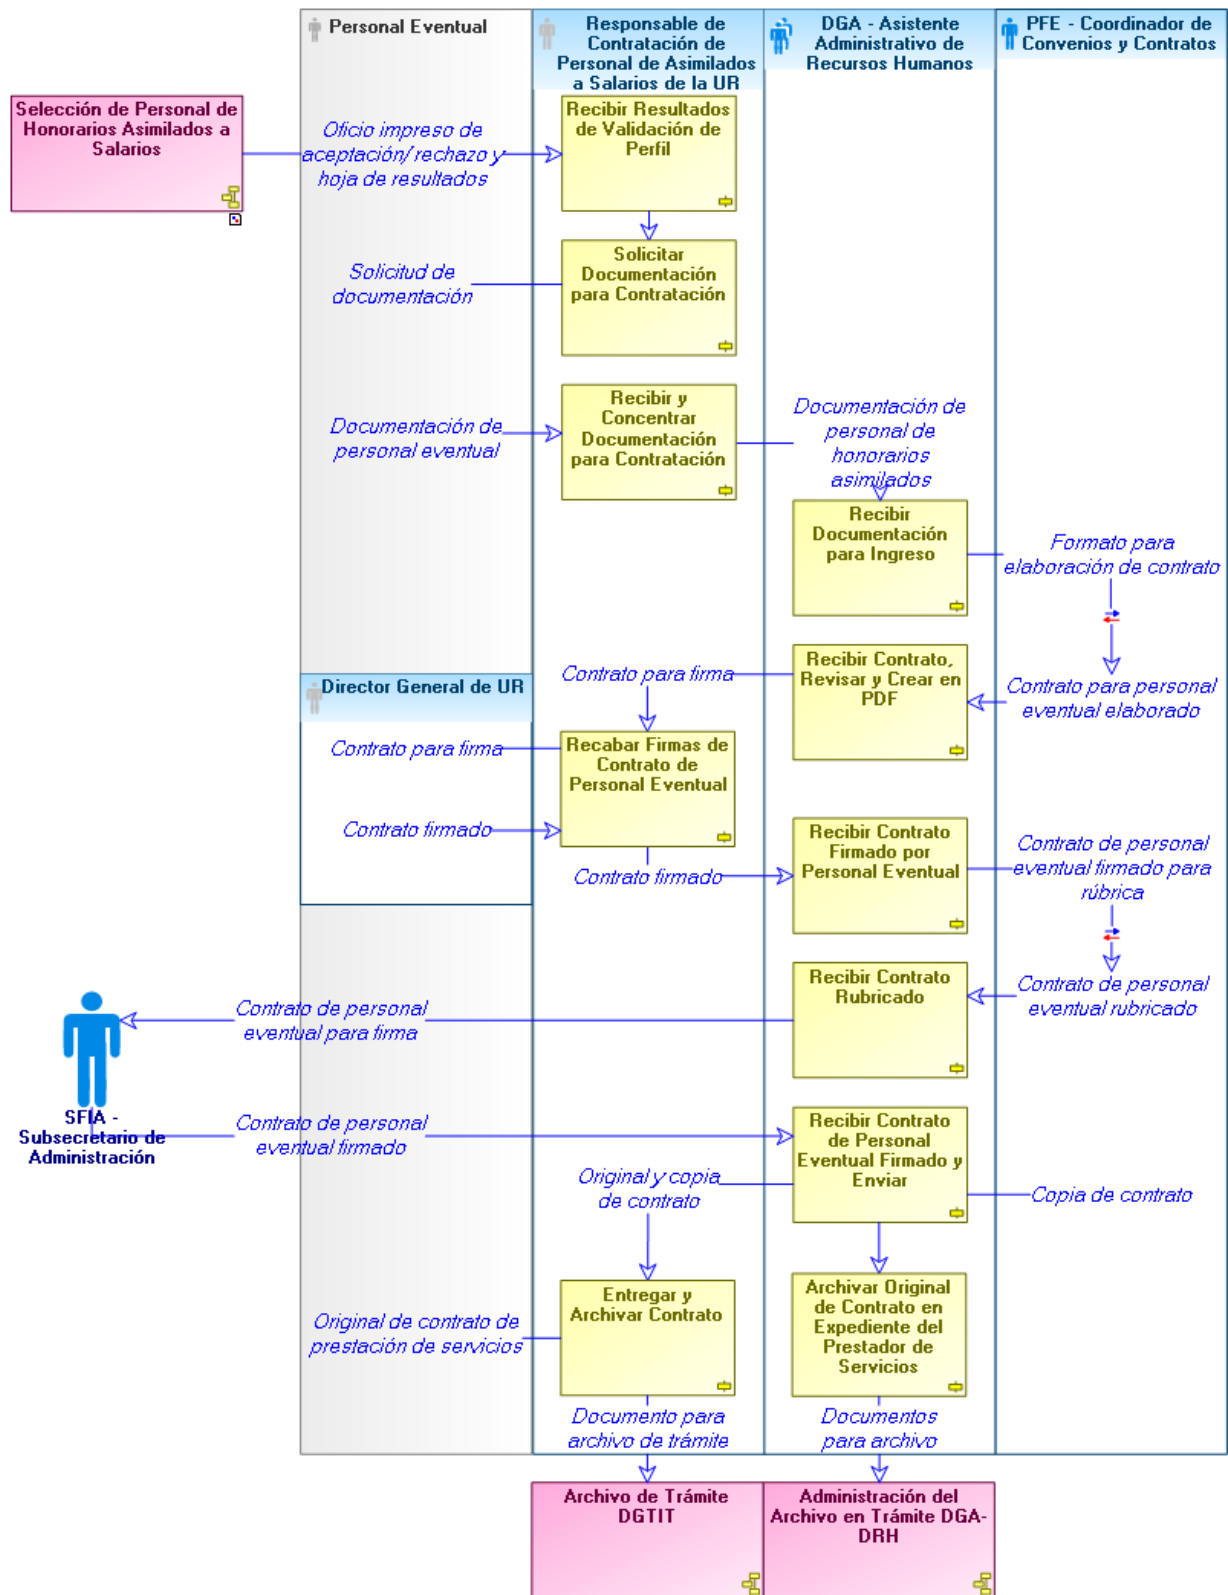 Personal Eventual
Responsable de
Contratación de
Personal de Asimilados
a Salarios de la UR
DGA - Asistente
Administrativo de
Recursos Humanos
PFE - Coordinador de
Convenios y Contratos
Selección de Personal de
Honorarios Asimilados a
Salarios
Oficio impreso de
aceptación/ rechazo y
hoja de resultados
Recibir Resultados
de Validación de
Perfil
Solicitud de
documentación
Solicitar
Documentación
para Contratación
Documentación de
personal eventual
Recibir y
Concentrar
Documentación
para Contratación
Documentación de
personal de
honorarios
asimilados
Recibir
Documentación
para Ingreso
Formato para
elaboración de contrato
Contrato para firma
Recibir Contrato,
Revisar y Crear en
PDF
Contrato para personal
eventual elaborado
Director General de UR
Contrato para firma
Recabar Firmas de
Contrato de
Personal Eventual
Contrato firmado
Contrato firmado
Recibir Contrato
Firmado por
Personal Eventual
Contrato de personal
eventual firmado para
rúbrica
Recibir Contrato
Rubricado
Contrato de personal
eventual rubricado
Contrato de personal
eventual para firma
SFIA -
Subsecretario de
Administración
Contrato de personal
eventual firmado
Recibir Contrato
de Personal
Eventual Firmado y
Enviar
Original y copia
de contrato
Copia de contrato
Original de contrato de
prestación de servicios
Entregar y
Archivar Contrato
Archivar Original
de Contrato en
Expediente del
Prestador de
Servicios
Documento para
archivo de trámite
Documentos
para archivo
Archivo de Trámite
DGTIT
Administración del
Archivo en Trámite DGA-
DRH